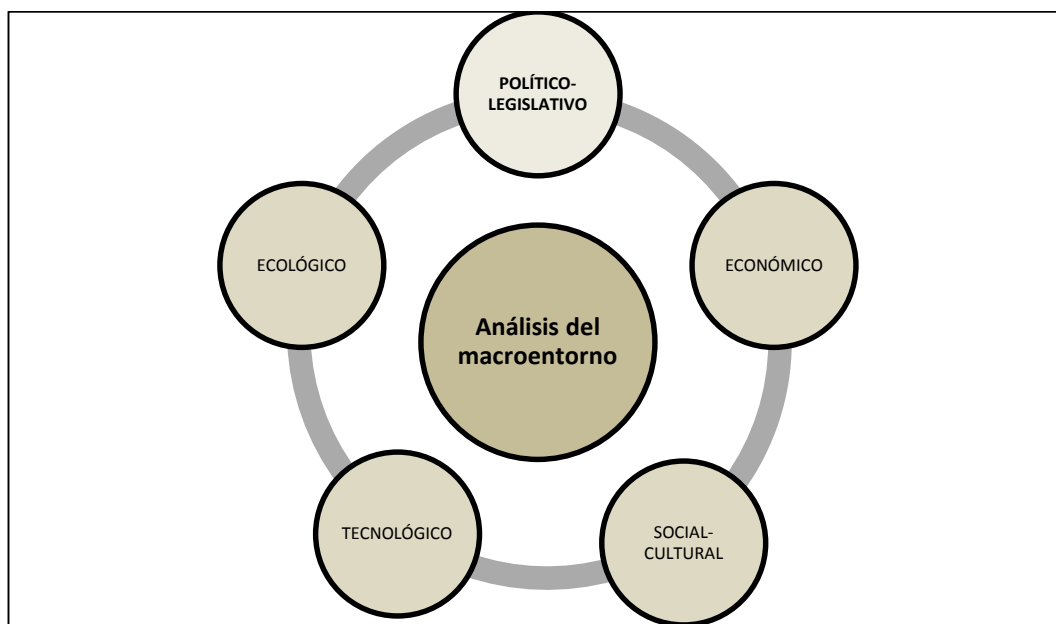 POLÍTICO-
LEGISLATIVO
ECONÓMICO
SOCIAL-
CULTURAL
TECNOLÓGICO
ECOLÓGICO
Análisis del
macroentorno